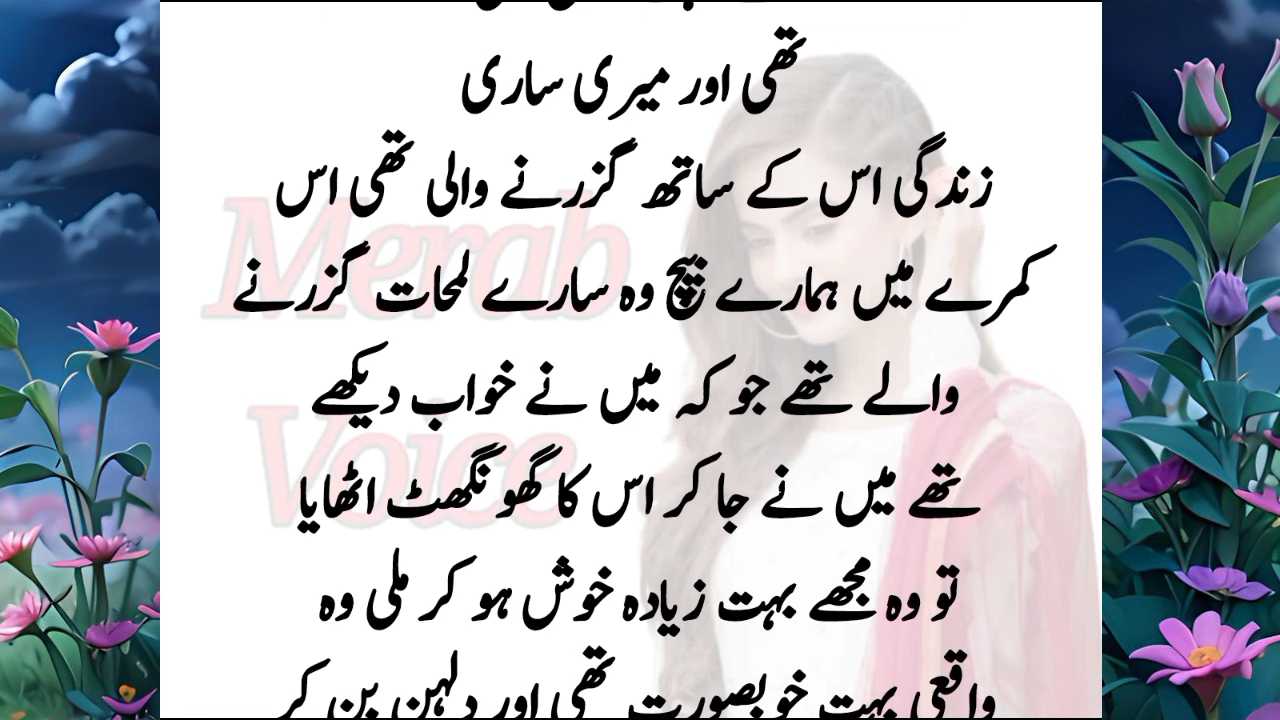 تھی اور میری ساری
زندگی اس کے ساتھ گزرنے والی تھی اس
کمرے میں ہمارے بیچ وہ سارے لمحات گزرنے
والے تھے جو کہ میں نے خواب دیکھے
تھے میں نے جا کر اس کا گھونگھٹ اٹھایا
تو وہ مجھے بہت زیادہ خوش ہو کر ملی وہ
واقعی بہت خوبصورت تھی اور دلہن بن کر
Merab
Voice